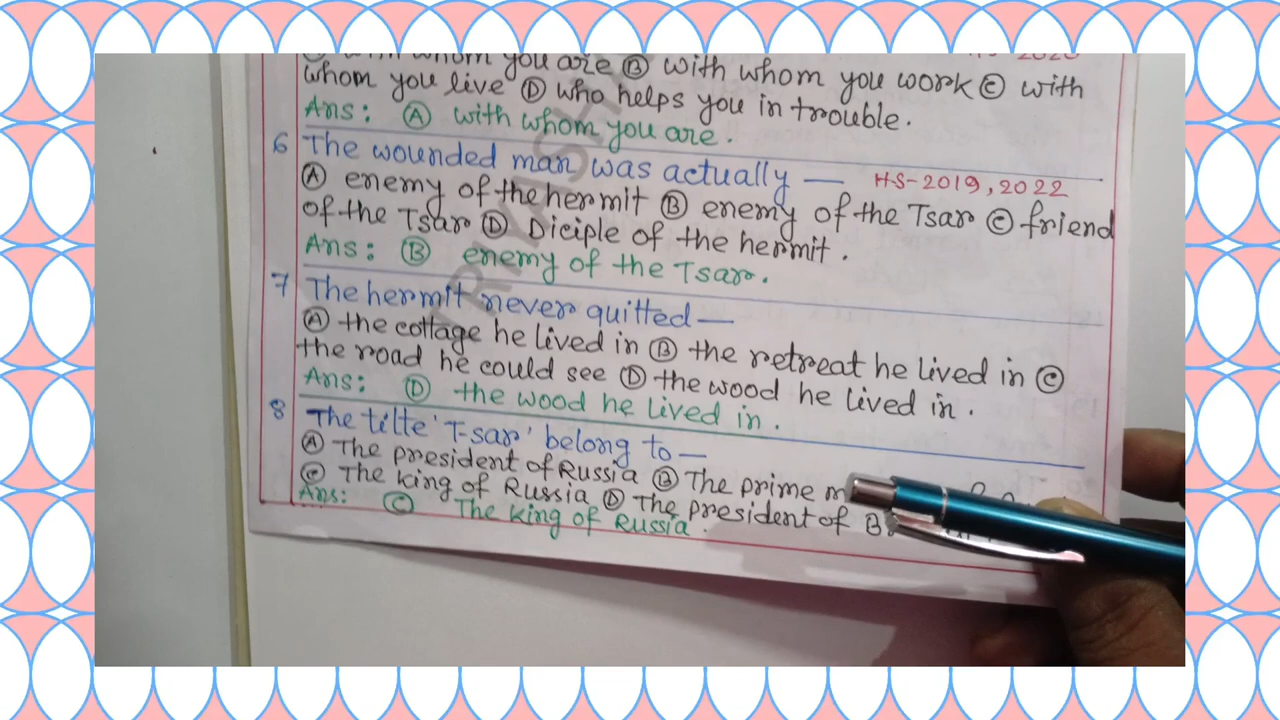 whom you are Ⓑ with whom you work Ⓒ with
whom you live Ⓓ who helps you in trouble.
Ans: Ⓐ with whom you are.
6 The wounded man was actually — HS-2019, 2022
Ⓐ enemy of the hermit Ⓑ enemy of the Tsar Ⓒ friend
of the Tsar Ⓓ Diciple of the hermit.
Ans: Ⓑ enemy of the Tsar.
7 The hermit never quitted —
Ⓐ the cottage he lived in Ⓑ the retreat he lived in Ⓒ
the road he could see Ⓓ the wood he lived in.
Ans: Ⓓ the wood he lived in.
8 The tilte 'T-sar' belong to —
Ⓐ The president of Russia Ⓑ The prime
Ⓒ The king of Russia Ⓓ The president of
Ans: Ⓒ The king of Russia.